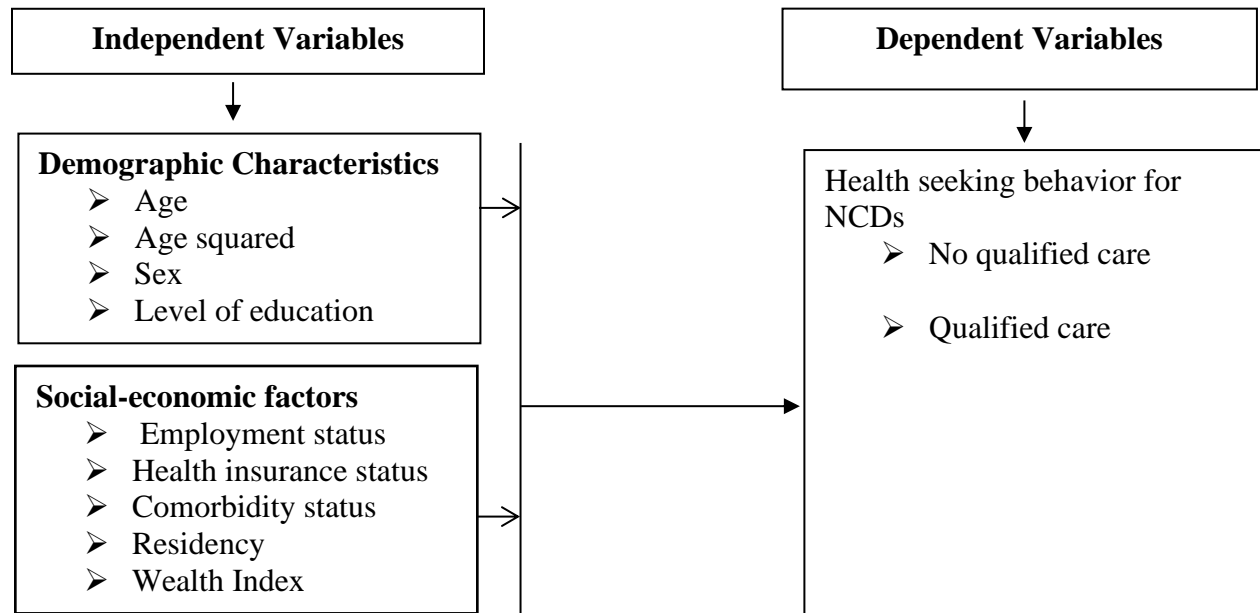 Independent Variables
Demographic Characteristics
➢ Age
➢ Age squared
➢ Sex
➢ Level of education
Social-economic factors
➢ Employment status
➢ Health insurance status
➢ Comorbidity status
➢ Residency
➢ Wealth Index
Dependent Variables
Health seeking behavior for
NCDs
➢ No qualified care
➢ Qualified care